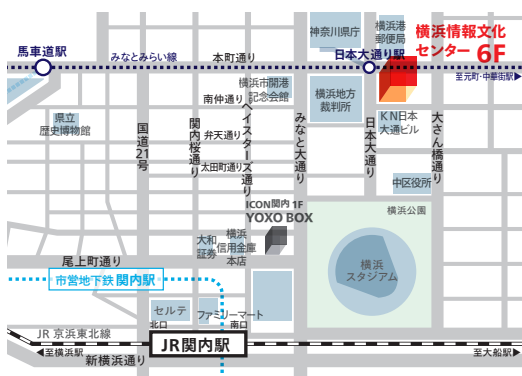 神奈川県庁
横浜港
郵便局
横浜情報文化
センター 6F
馬車道駅
みなとみらい線
本町通り
日本大通り駅
至元町・中華街駅▶
横浜市開港
記念会館
南仲通り
横浜地方
裁判所
県立
歴史博物館
国道21号
関内桜通り
弁天通り
ベイスターズ通り
太田町通り
みなと大通り
日本大通り
KN日本
大通ビル
大さん橋通り
中区役所
ICON関内 1F
YOXO BOX
横浜公園
尾上町通り
大和
証券
横浜
信用金庫
本店
横浜
スタジアム
市営地下鉄 関内駅
セルテ
ファミリーマート
北口
南口
JR 京浜東北線
JR関内駅
◀至横浜駅
至大船駅▶
新横浜通り